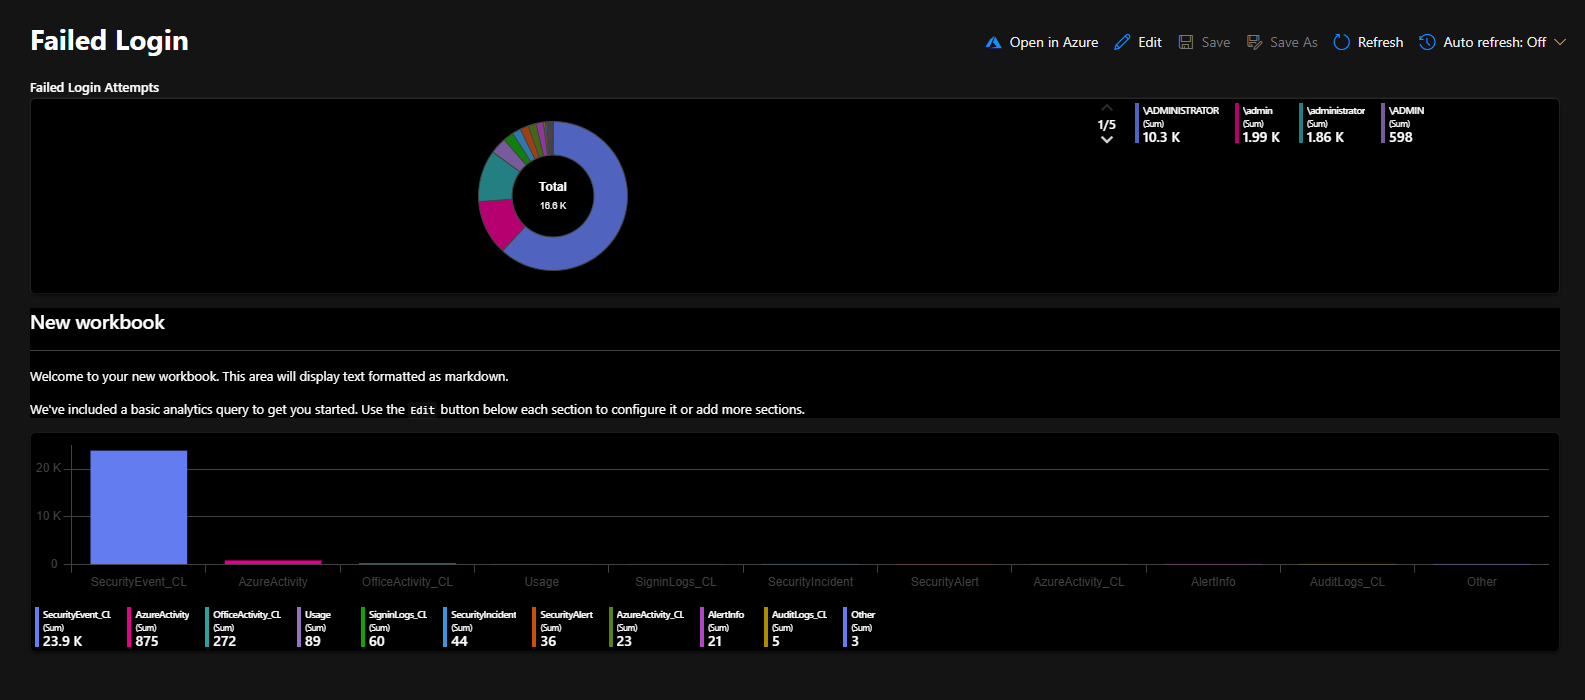 Failed Login
Open in Azure Edit Save Save As Refresh Auto refresh: Off
Failed Login Attempts
1/5
\ADMINISTRATOR (Sum) 10.3 K
\admin (Sum) 1.99 K
\administrator (Sum) 1.86 K
\ADMIN (Sum) 598
Total
16.6 K
New workbook
Welcome to your new workbook. This area will display text formatted as markdown.
We've included a basic analytics query to get you started. Use the Edit button below each section to configure it or add more sections.
20 K
10 K
0
SecurityEvent_CL AzureActivity OfficeActivity_CL Usage SigninLogs_CL SecurityIncident SecurityAlert AzureActivity_CL AlertInfo AuditLogs_CL Other
SecurityEvent_CL (Sum) 23.9 K
AzureActivity (Sum) 875
OfficeActivity_CL (Sum) 272
Usage (Sum) 89
SigninLogs_CL (Sum) 60
SecurityIncident (Sum) 44
SecurityAlert (Sum) 36
AzureActivity_CL (Sum) 23
AlertInfo (Sum) 21
AuditLogs_CL (Sum) 5
Other (Sum) 3